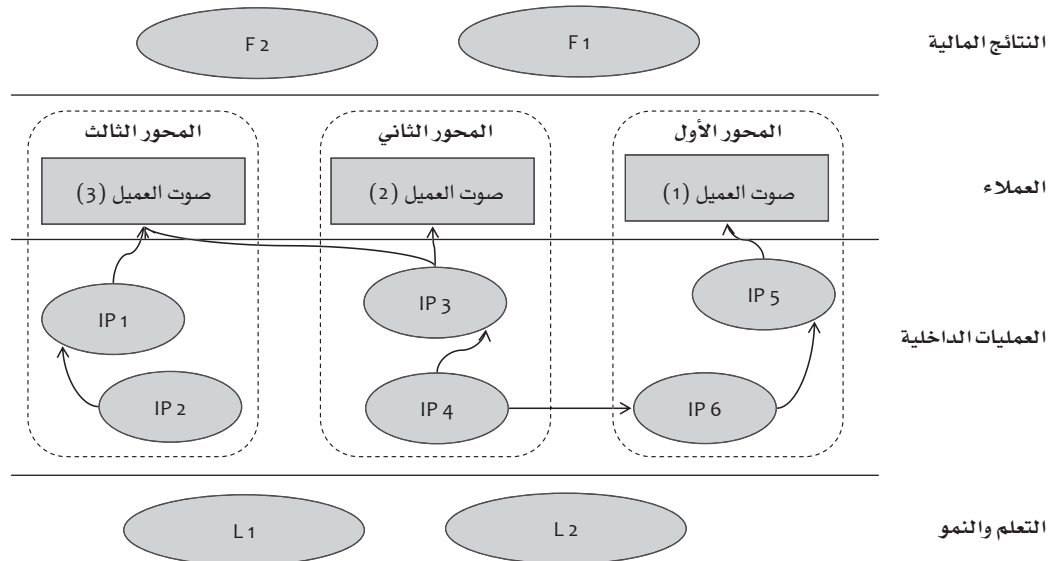 النتائج المالية
F 1
F 2
المحور الأول
المحور الثاني
المحور الثالث
العملاء
صوت العميل (1)
صوت العميل (2)
صوت العميل (3)
العمليات الداخلية
IP 5
IP 3
IP 1
IP 6
IP 4
IP 2
التعلم والنمو
L 2
L 1